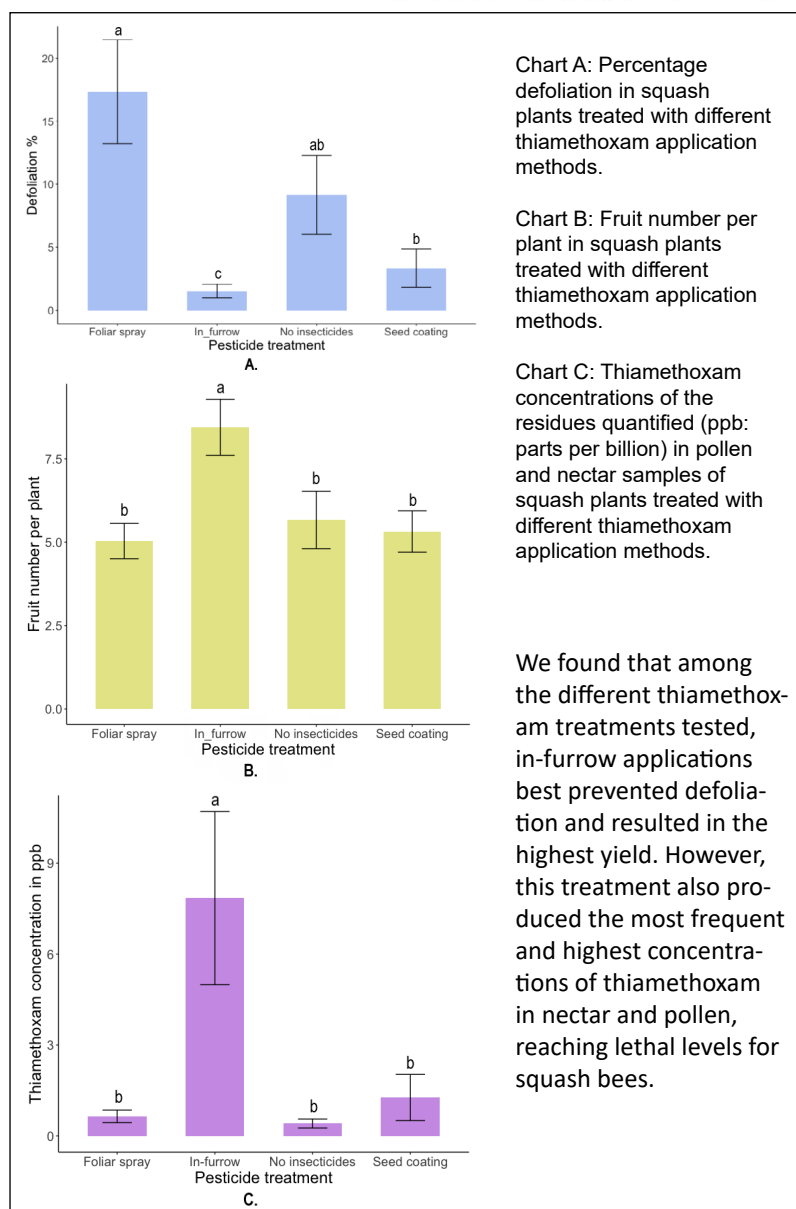 a
20
15
10
5
0
Defoliation %
ab
b
c
Foliar spray In_furrow No insecticides Seed coating
Pesticide treatment
A.
Chart A: Percentage
defoliation in squash
plants treated with different
thiamethoxam application
methods.
Chart B: Fruit number per
plant in squash plants
treated with different
thiamethoxam application
methods.
Chart C: Thiamethoxam
concentrations of the
residues quantified (ppb:
parts per billion) in pollen
and nectar samples of
squash plants treated with
different thiamethoxam
application methods.
a
7.5
5.0
2.5
0.0
Fruit number per plant
b
b
b
Foliar spray In_furrow No insecticides Seed coating
Pesticide treatment
B.
a
9
6
3
0
Thiamethoxam concentration in ppb
b
b
b
Foliar spray In-furrow No insecticides Seed coating
Pesticide treatment
C.
We found that among
the different thiamethox-
am treatments tested,
in-furrow applications
best prevented defolia-
tion and resulted in the
highest yield. However,
this treatment also pro-
duced the most frequent
and highest concentra-
tions of thiamethoxam
in nectar and pollen,
reaching lethal levels for
squash bees.